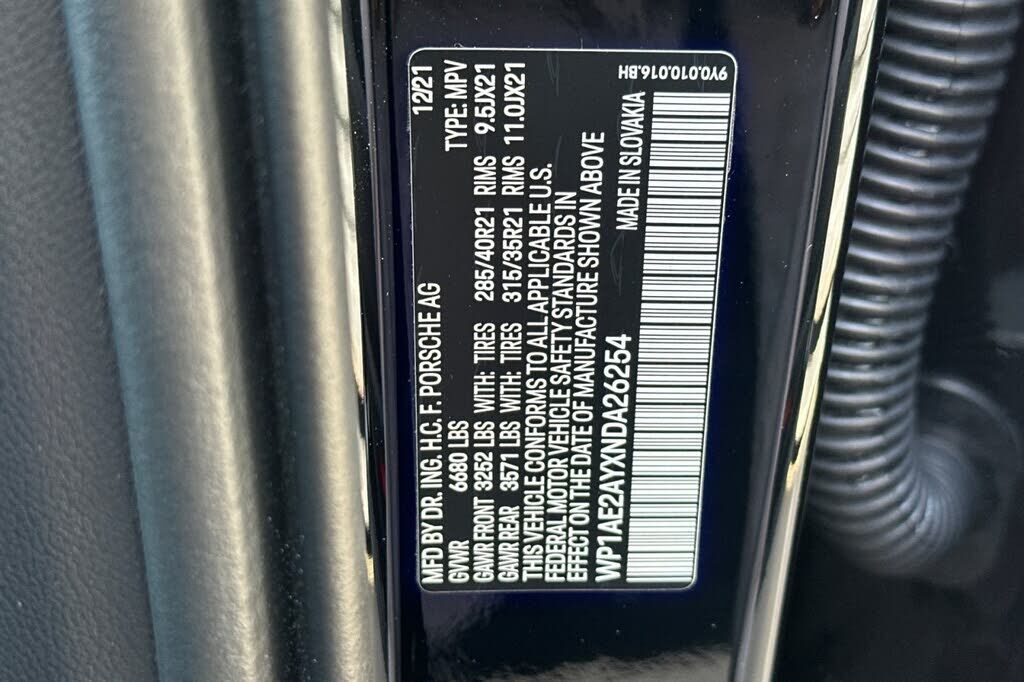 MFD BY DR. ING. H.C. F. PORSCHE AG 12/21
GVWR 6680 LBS TYPE: MPV
GAWR FRONT 3252 LBS WITH: TIRES 285/40R21 RIMS 9.5JX21
GAWR REAR 3571 LBS WITH: TIRES 315/35R21 RIMS 11.0JX21
THIS VEHICLE CONFORMS TO ALL APPLICABLE U.S.
FEDERAL MOTOR VEHICLE SAFETY STANDARDS IN
EFFECT ON THE DATE OF MANUFACTURE SHOWN ABOVE
WP1AE2AYXNDA26254 MADE IN SLOVAKIA
9Y0.010.016.BH